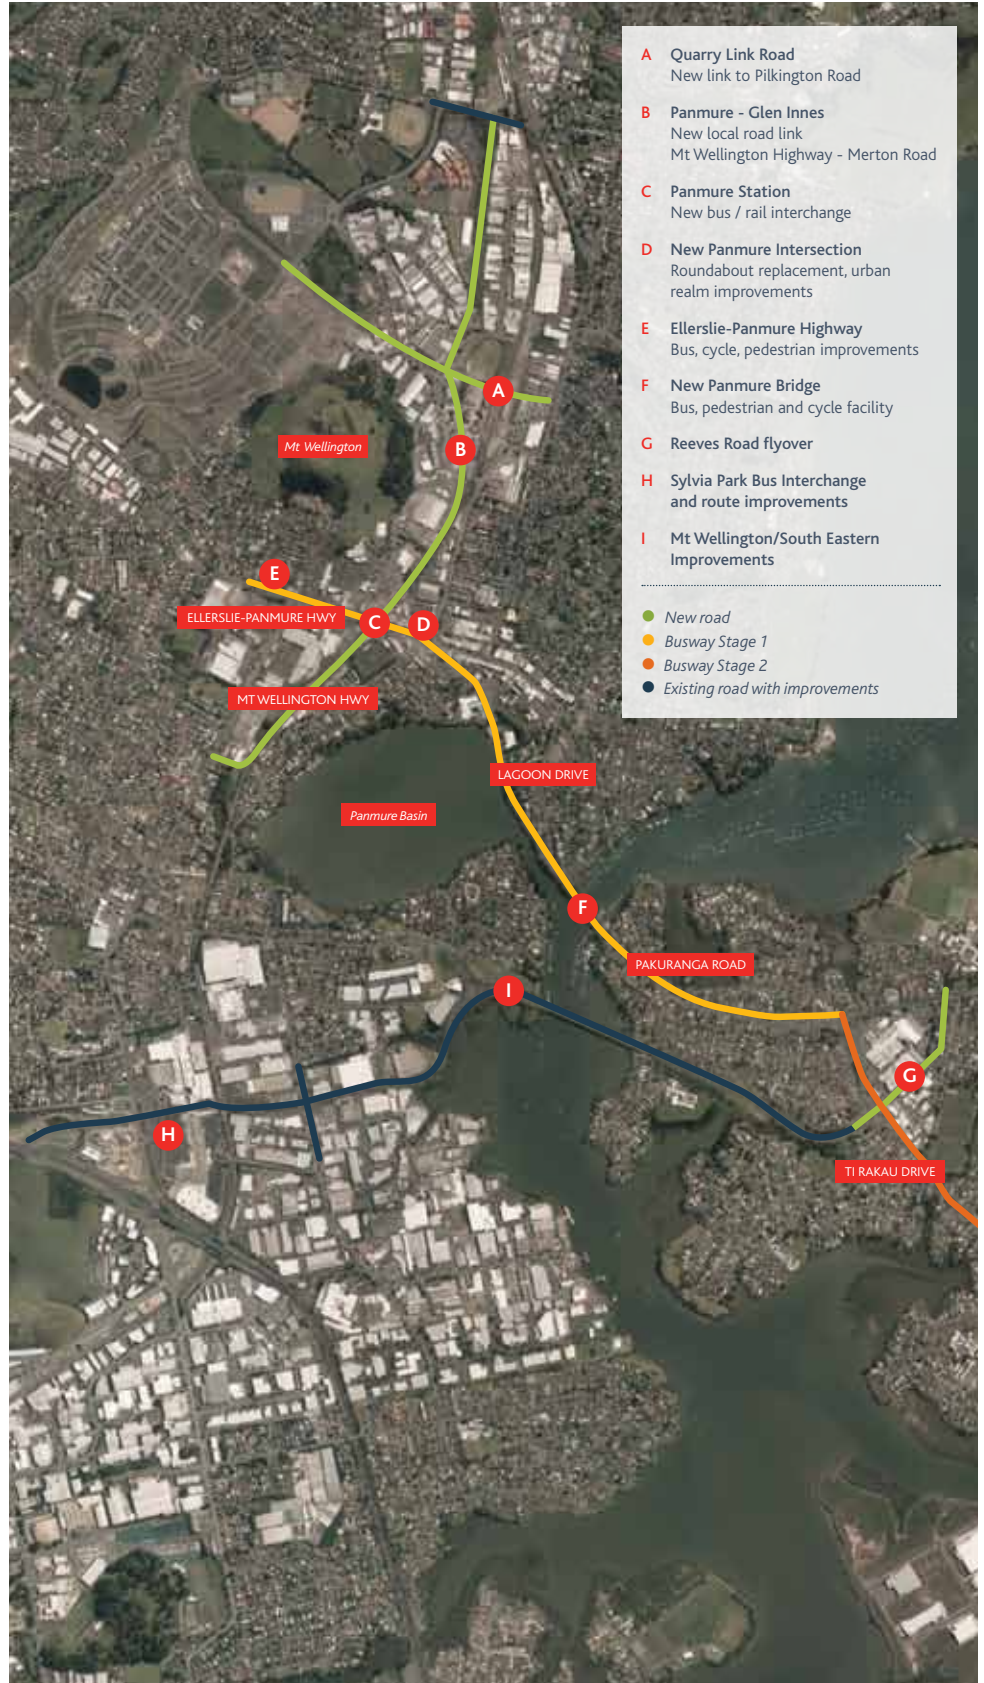 A Quarry Link Road
New link to Pilkington Road
B Panmure - Glen Innes
New local road link
Mt Wellington Highway - Merton Road
C Panmure Station
New bus / rail interchange
D New Panmure Intersection
Roundabout replacement, urban
realm improvements
E Ellerslie-Panmure Highway
Bus, cycle, pedestrian improvements
F New Panmure Bridge
Bus, pedestrian and cycle facility
G Reeves Road flyover
H Sylvia Park Bus Interchange
and route improvements
I Mt Wellington/South Eastern
Improvements
New road
Busway Stage 1
Busway Stage 2
Existing road with improvements
A
Mt Wellington
B
E
ELLERSLIE-PANMURE HWY
C
D
MT WELLINGTON HWY
LAGOON DRIVE
Panmure Basin
F
PAKURANGA ROAD
I
G
H
TI RAKAU DRIVE